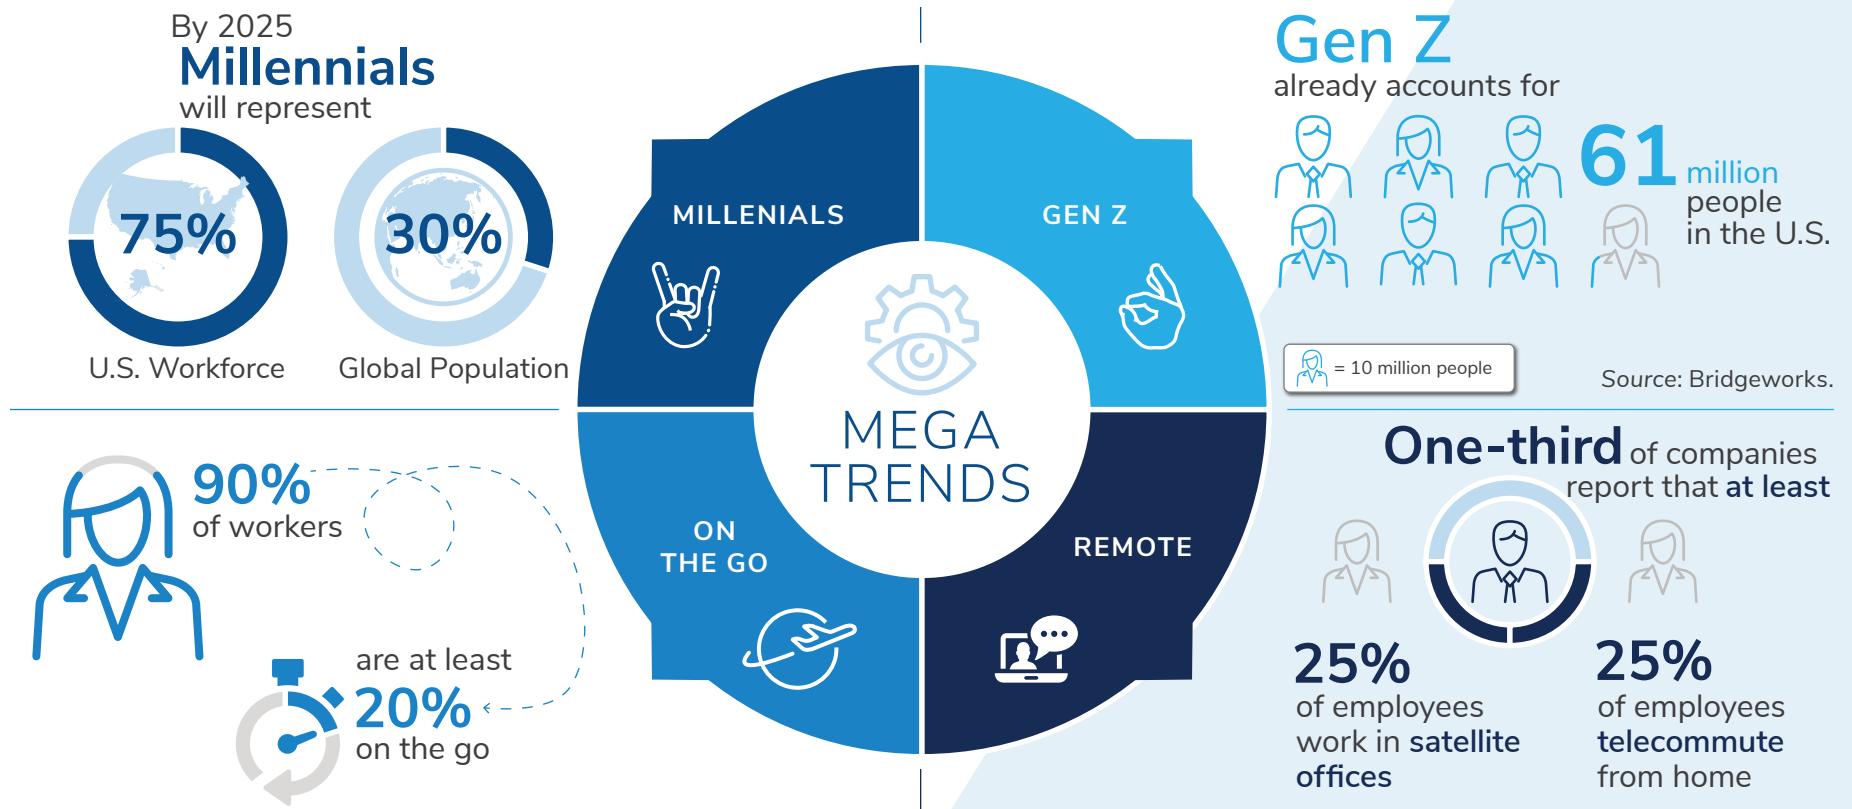 By 2025
Millennials
will represent
75%
U.S. Workforce
30%
Global Population
Gen Z
already accounts for
61 million
people
in the U.S.
= 10 million people
Source: Bridgeworks.
MILLENIALS
GEN Z
MEGA
TRENDS
ON
THE GO
REMOTE
90%
of workers
are at least
20%
on the go
One-third of companies
report that at least
25%
of employees
work in satellite
offices
25%
of employees
telecommute
from home